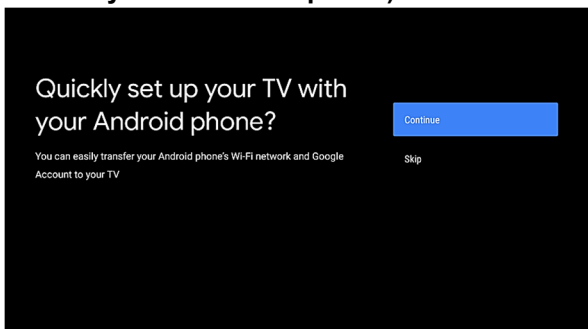 Quickly set up your TV with
your Android phone?
Continue
You can easily transfer your Android phone's Wi-Fi network and Google
Account to your TV
Skip